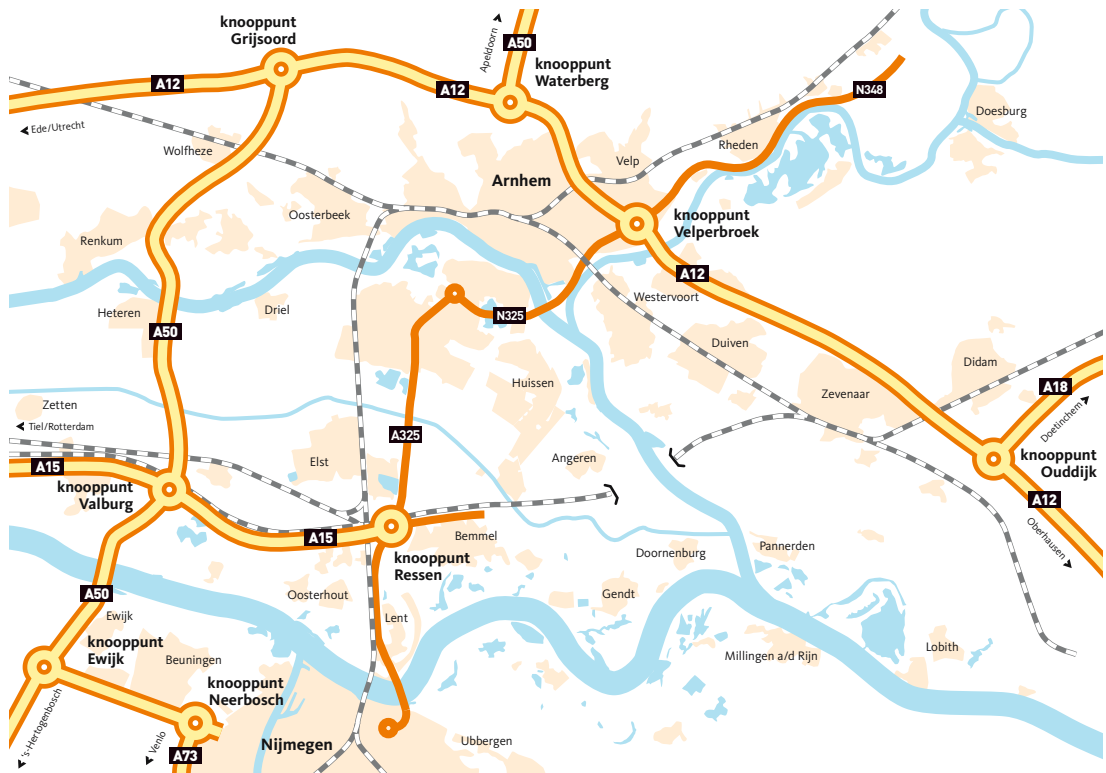 knooppunt
Grijsoord
Apeldoorn
A50
knooppunt
Waterberg
A12
A12
N348
Doesburg
Ede/Utrecht
Wolfheze
Velp
Rheden
Arnhem
Oosterbeek
knooppunt
Velperbroek
Renkum
A12
Westervoort
Heteren
Driel
N325
A50
Duiven
Didam
Huissen
Zevenaar
A18
Doetinchem
Zetten
Tiel/Rotterdam
A325
A15
Elst
Angeren
knooppunt
Ouddijk
knooppunt
Valburg
A12
Oberhausen
A15
Bemmel
knooppunt
Ressen
Doornenburg
Pannerden
A50
Oosterhout
Gendt
Ewijk
Lent
knooppunt
Ewijk
Beuningen
Millingen a/d Rijn
Lobith
knooppunt
Neerbosch
's-Hertogenbosch
Venlo
A73
Nijmegen
Ubbergen